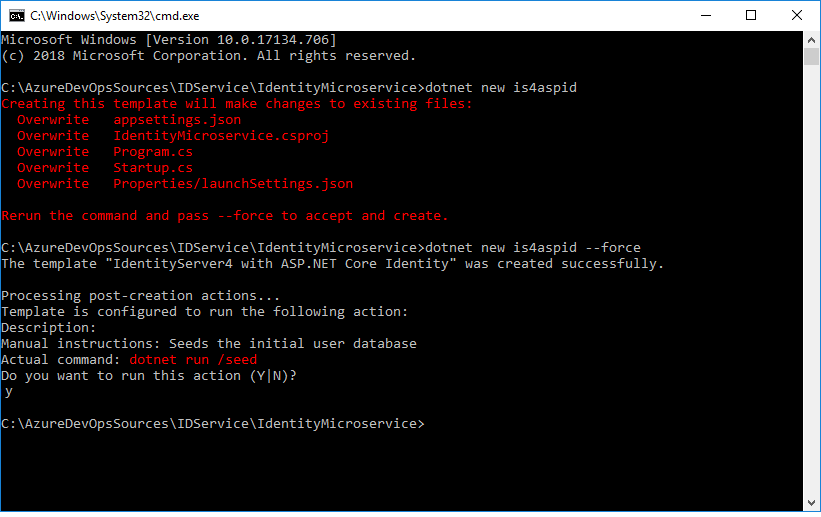 C:\Windows\System32\cmd.exe
Microsoft Windows [Version 10.0.17134.706]
(c) 2018 Microsoft Corporation. All rights reserved.
C:\AzureDevOpsSources\IDService\IdentityMicroservice>dotnet new is4aspid
Creating this template will make changes to existing files:
  Overwrite   appsettings.json
  Overwrite   IdentityMicroservice.csproj
  Overwrite   Program.cs
  Overwrite   Startup.cs
  Overwrite   Properties/launchSettings.json
Rerun the command and pass --force to accept and create.
C:\AzureDevOpsSources\IDService\IdentityMicroservice>dotnet new is4aspid --force
The template "IdentityServer4 with ASP.NET Core Identity" was created successfully.
Processing post-creation actions...
Template is configured to run the following action:
Description:
Manual instructions: Seeds the initial user database
Actual command: dotnet run /seed
Do you want to run this action (Y|N)?
y
C:\AzureDevOpsSources\IDService\IdentityMicroservice>